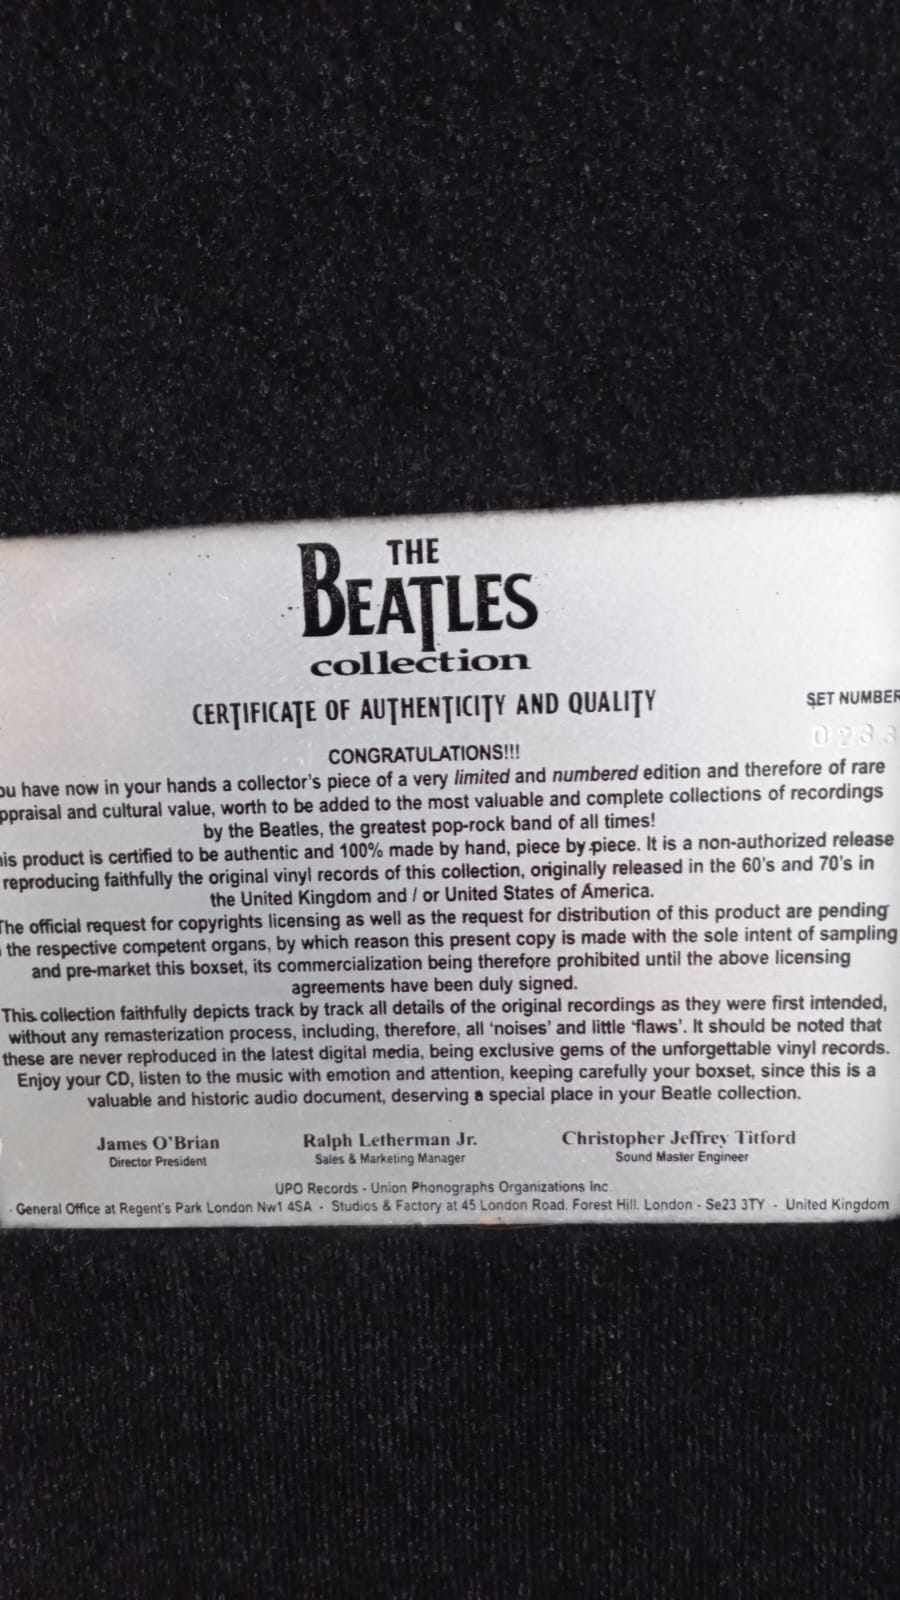 THE
BEATLES
collection
CERTIFICATE OF AUTHENTICITY AND QUALITY
SET NUMBER
CONGRATULATIONS!!!
ou have now in your hands a collector's piece of a very limited and numbered edition and therefore of rare
ppraisal and cultural value, worth to be added to the most valuable and complete collections of recordings
by the Beatles, the greatest pop-rock band of all times!
is product is certified to be authentic and 100% made by hand, piece by piece. It is a non-authorized release
reproducing faithfully the original vinyl records of this collection, originally released in the 60's and 70's in
the United Kingdom and / or United States of America.
The official request for copyrights licensing as well as the request for distribution of this product are pending
the respective competent organs, by which reason this present copy is made with the sole intent of sampling
and pre-market this boxset, its commercialization being therefore prohibited until the above licensing
agreements have been duly signed.
This collection faithfully depicts track by track all details of the original recordings as they were first intended,
without any remasterization process, including, therefore, all 'noises' and little 'flaws'. It should be noted that
these are never reproduced in the latest digital media, being exclusive gems of the unforgettable vinyl records.
Enjoy your CD, listen to the music with emotion and attention, keeping carefully your boxset, since this is a
valuable and historic audio document, deserving a special place in your Beatle collection.
James O'Brian Ralph Letherman Jr. Christopher Jeffrey Titford
Director President Sales & Marketing Manager Sound Master Engineer
UPO Records - Union Phonographs Organizations Inc.
General Office at Regent's Park London Nw1 4SA - Studios & Factory at 45 London Road. Forest Hill. London - Se23 3TY - United Kingdom